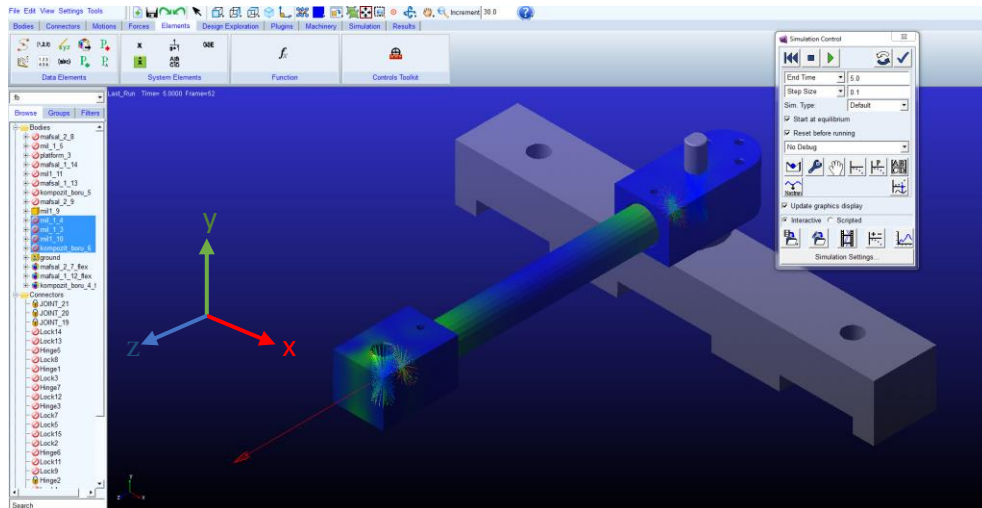 File Edit View Settings Tools
Increment 30.0
Bodies Connectors Motions Forces Elements Design Exploration Plugins Machinery Simulation Results
Data Elements
System Elements
Function
Controls Toolkit
Last_Run Time= 5.0000 Frame=52
.fb
Browse Groups Filters
Bodies
mafsal_2_8
mil_1_5
platform_3
mafsal_1_14
mil1_11
mafsal_1_13
kompozit_boru_5
mafsal_2_9
mil1_9
mil_1_4
mil_1_3
mil1_10
kompozit_boru_6
ground
mafsal_2_7_flex
mafsal_1_12_flex
kompozit_boru_4_
Connectors
JOINT_21
JOINT_20
JOINT_19
Lock14
Lock13
Hinge5
Lock8
Hinge1
Lock3
Hinge7
Lock12
Hinge3
Lock7
Lock5
Lock15
Lock2
Hinge6
Lock11
Lock9
Hinge2
Search
y
z
x
y
z
x
Simulation Control
End Time 5.0
Step Size 0.1
Sim. Type: Default
Start at equilibrium
Reset before running
No Debug
Update graphics display
Interactive Scripted
Simulation Settings...